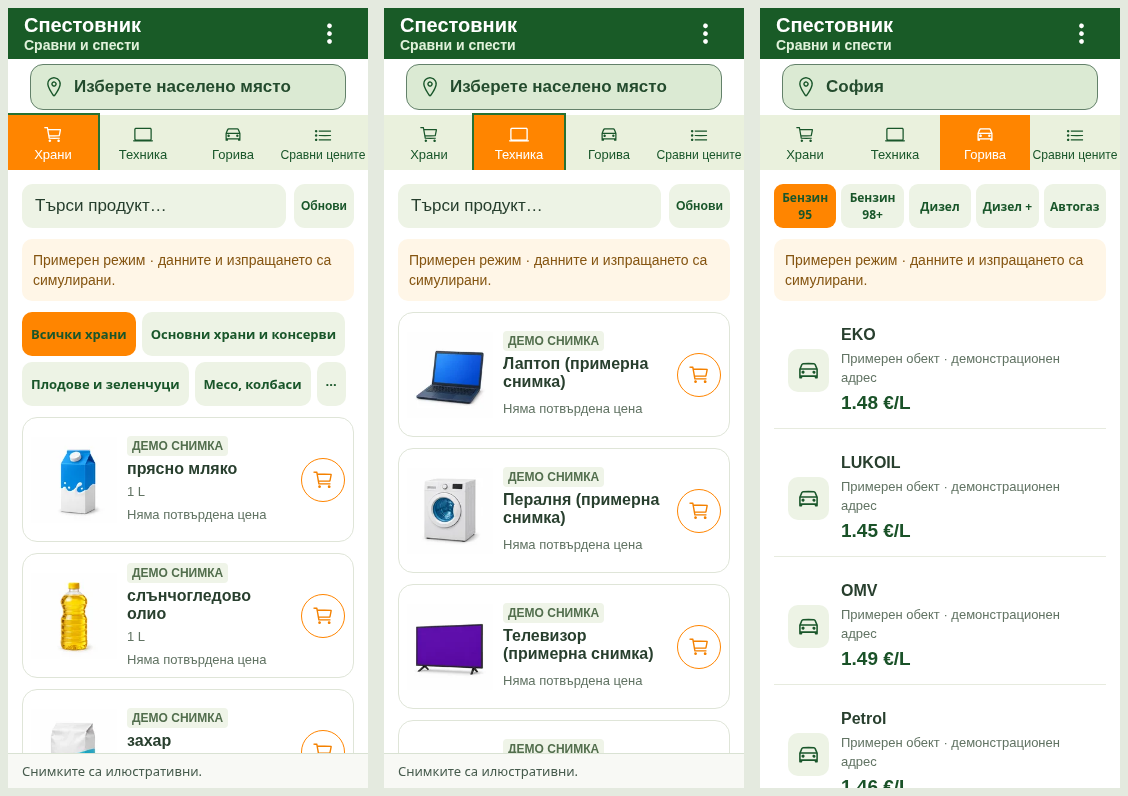 Спестовник
Сравни и спести
Изберете населено място
Храни
Техника
Горива
Сравни цените
Търси продукт…
Обнови
Примерен режим · данните и изпращането са
симулирани.
Всички храни
Основни храни и консерви
Плодове и зеленчуци
Месо, колбаси
...
ДЕМО СНИМКА
прясно мляко
1 L
Няма потвърдена цена
ДЕМО СНИМКА
слънчогледово
олио
1 L
Няма потвърдена цена
ДЕМО СНИМКА
захар
Снимките са илюстративни.
Спестовник
Сравни и спести
Изберете населено място
Храни
Техника
Горива
Сравни цените
Търси продукт…
Обнови
Примерен режим · данните и изпращането са
симулирани.
ДЕМО СНИМКА
Лаптоп (примерна
снимка)
Няма потвърдена цена
ДЕМО СНИМКА
Пералня (примерна
снимка)
Няма потвърдена цена
ДЕМО СНИМКА
Телевизор
(примерна снимка)
Няма потвърдена цена
ДЕМО СНИМКА
Снимките са илюстративни.
Спестовник
Сравни и спести
София
Храни
Техника
Горива
Сравни цените
Бензин
95
Бензин
98+
Дизел
Дизел +
Автогаз
Примерен режим · данните и изпращането са
симулирани.
EKO
Примерен обект · демонстрационен
адрес
1.48 €/L
LUKOIL
Примерен обект · демонстрационен
адрес
1.45 €/L
OMV
Примерен обект · демонстрационен
адрес
1.49 €/L
Petrol
Примерен обект · демонстрационен
адрес
1.46 €/L